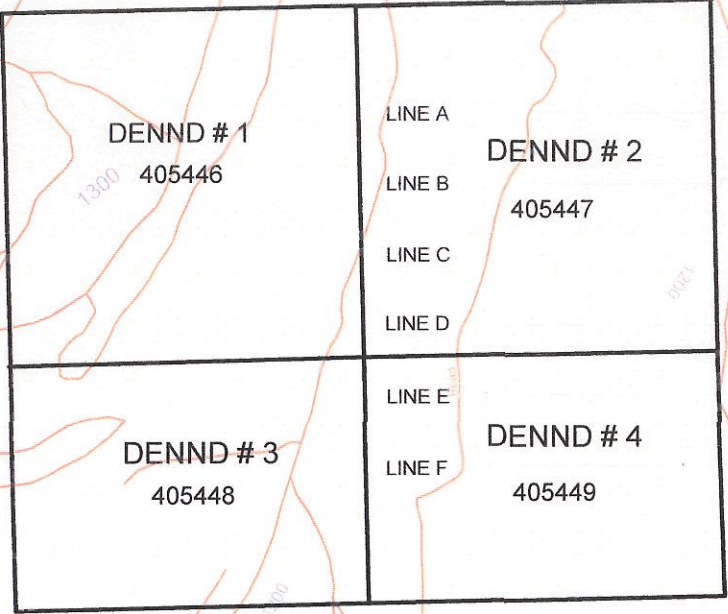 DENND # 1
405446
1300
LINE A
LINE B
LINE C
LINE D
DENND # 2
405447
1200
DENND # 3
405448
LINE E
LINE F
DENND # 4
405449